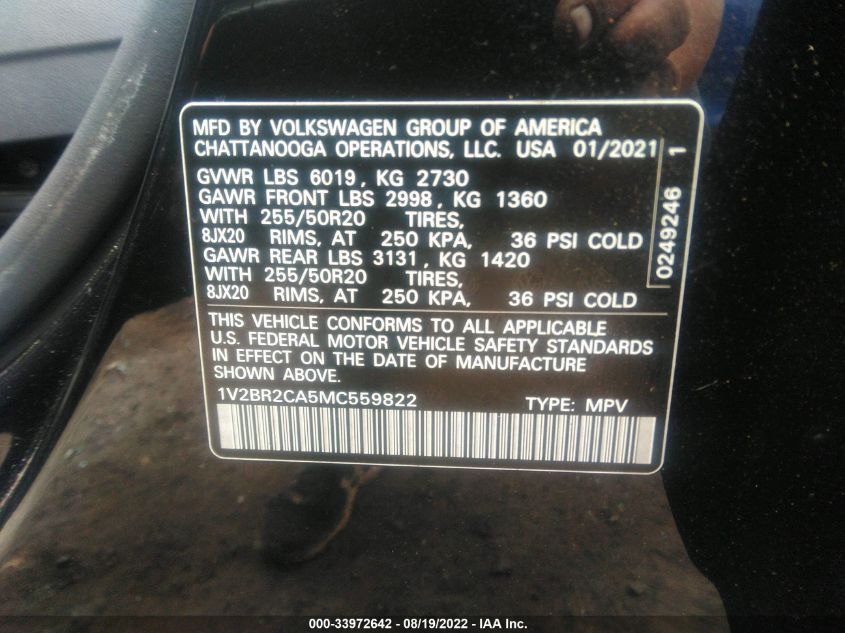 MFD BY VOLKSWAGEN GROUP OF AMERICA
CHATTANOOGA OPERATIONS, LLC. USA 01/2021
GVWR LBS 6019, KG 2730
GAWR FRONT LBS 2998, KG 1360
WITH 255/50R20 TIRES,
8JX20 RIMS, AT 250 KPA, 36 PSI COLD
GAWR REAR LBS 3131, KG 1420
WITH 255/50R20 TIRES,
8JX20 RIMS, AT 250 KPA, 36 PSI COLD
0249246 1
THIS VEHICLE CONFORMS TO ALL APPLICABLE
U.S. FEDERAL MOTOR VEHICLE SAFETY STANDARDS
IN EFFECT ON THE DATE OF MANUFACTURE
SHOWN ABOVE.
1V2BR2CA5MC559822 TYPE: MPV
000-33972642 - 08/19/2022 - IAA Inc.